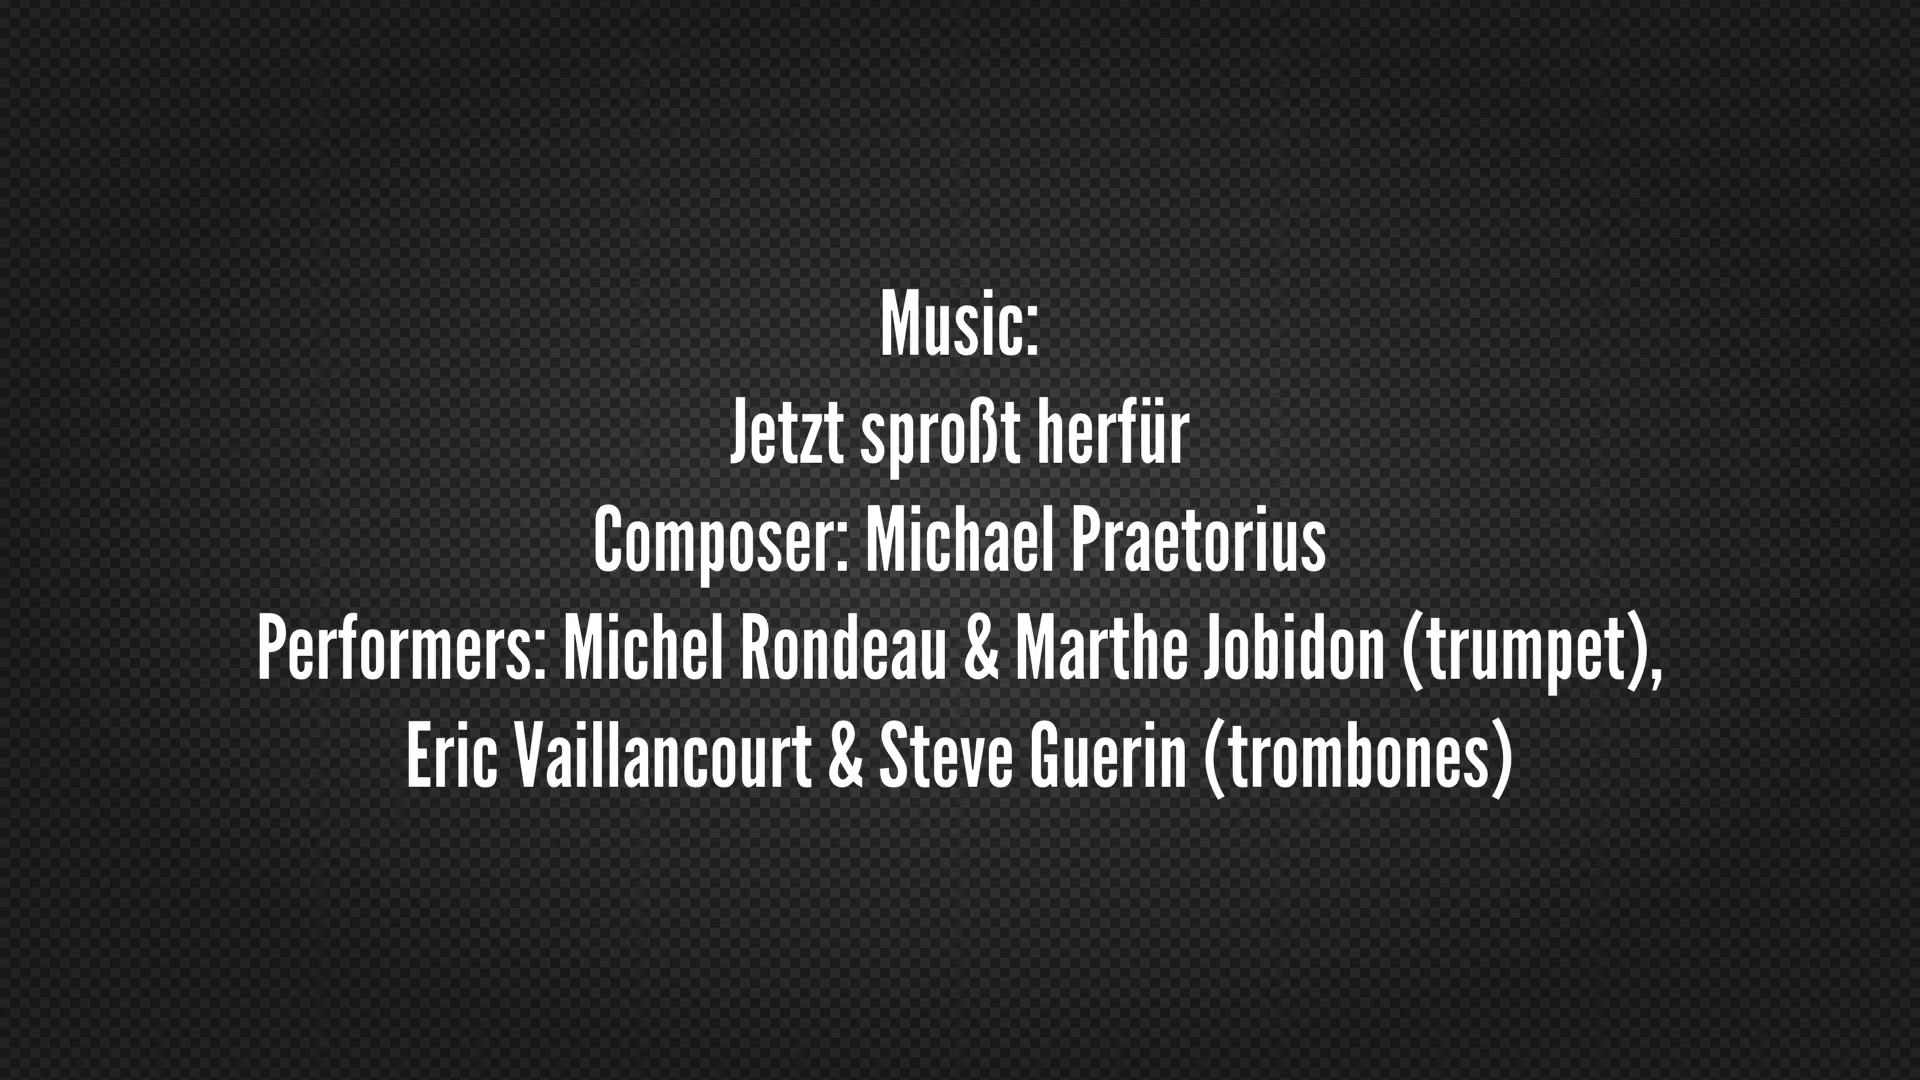 Music:
Jetzt sproßt herfür
Composer: Michael Praetorius
Performers: Michel Rondeau & Marthe Jobidon (trumpet),
Eric Vaillancourt & Steve Guerin (trombones)